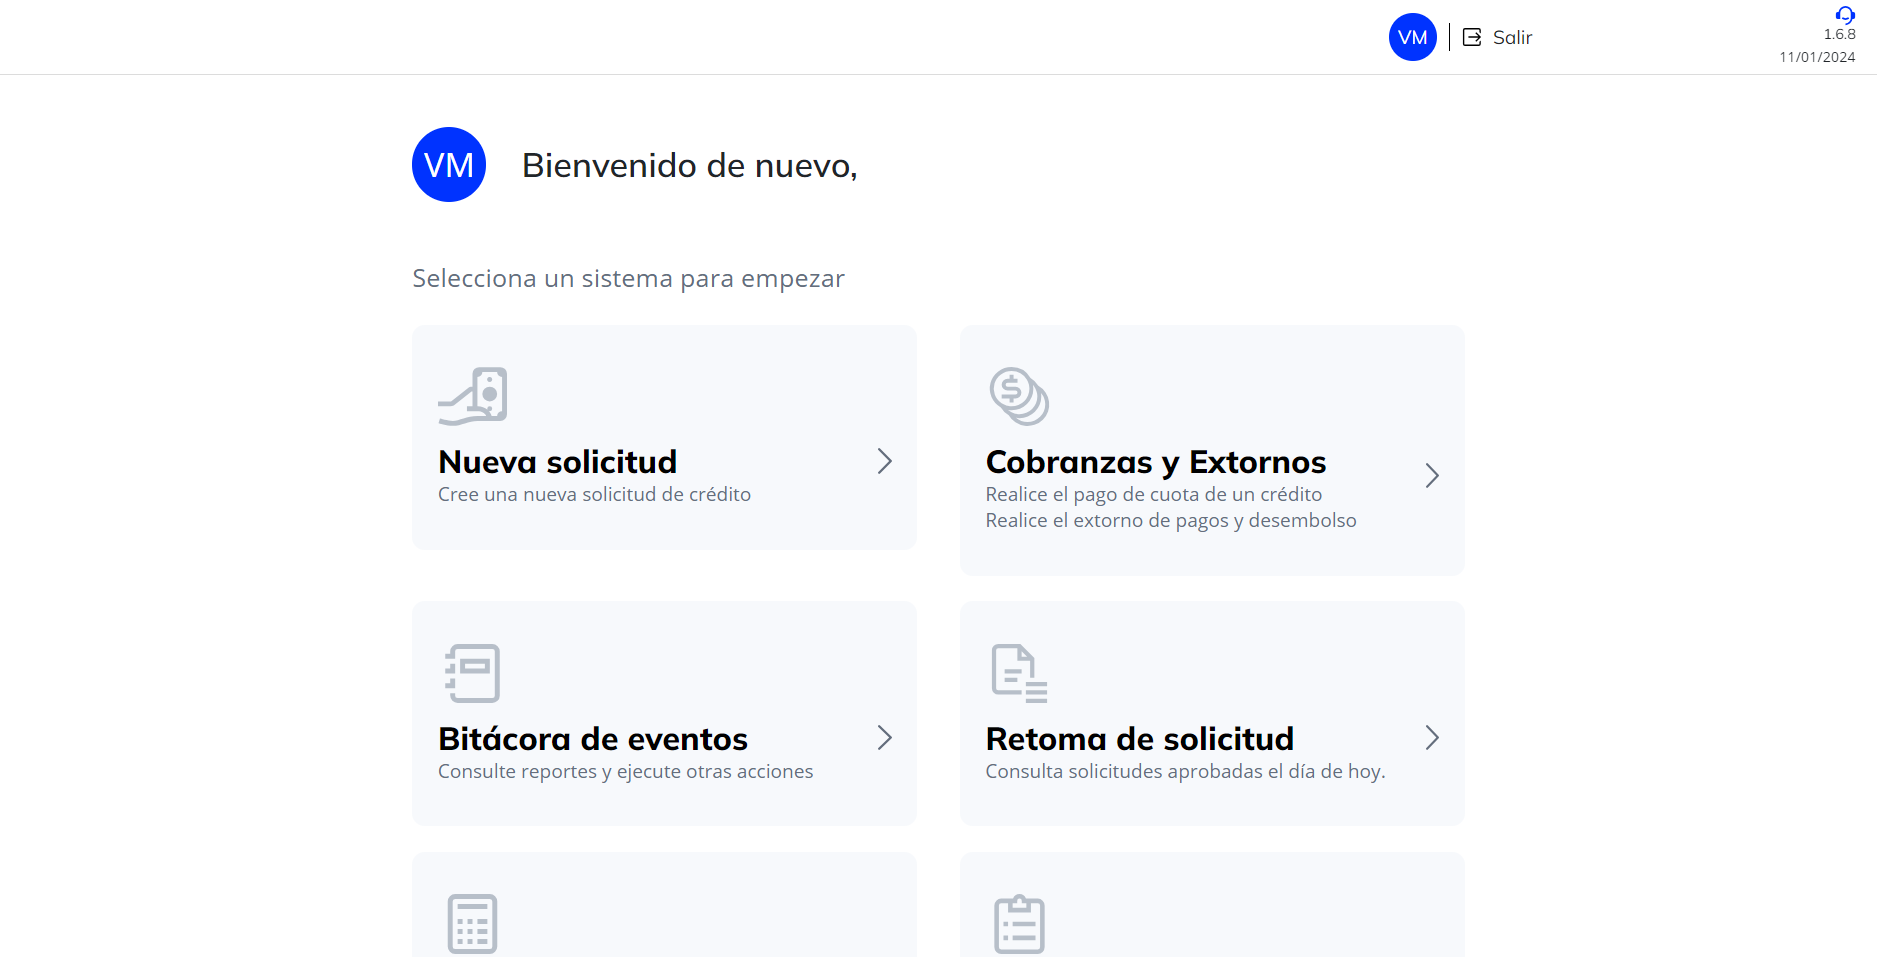 VM
Salir
1.6.8
11/01/2024
VM
Bienvenido de nuevo,
Selecciona un sistema para empezar
Nueva solicitud
Cree una nueva solicitud de crédito
Cobranzas y Extornos
Realice el pago de cuota de un crédito
Realice el extorno de pagos y desembolso
Bitácora de eventos
Consulte reportes y ejecute otras acciones
Retoma de solicitud
Consulta solicitudes aprobadas el día de hoy.